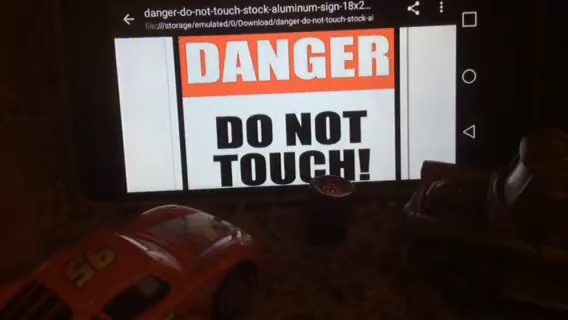 danger-do-not-touch-stock-aluminum-sign-18x2...
file:///storage/emulated/0/Download/danger-do-not-touch-stock-al
DANGER
DO NOT
TOUCH!
95